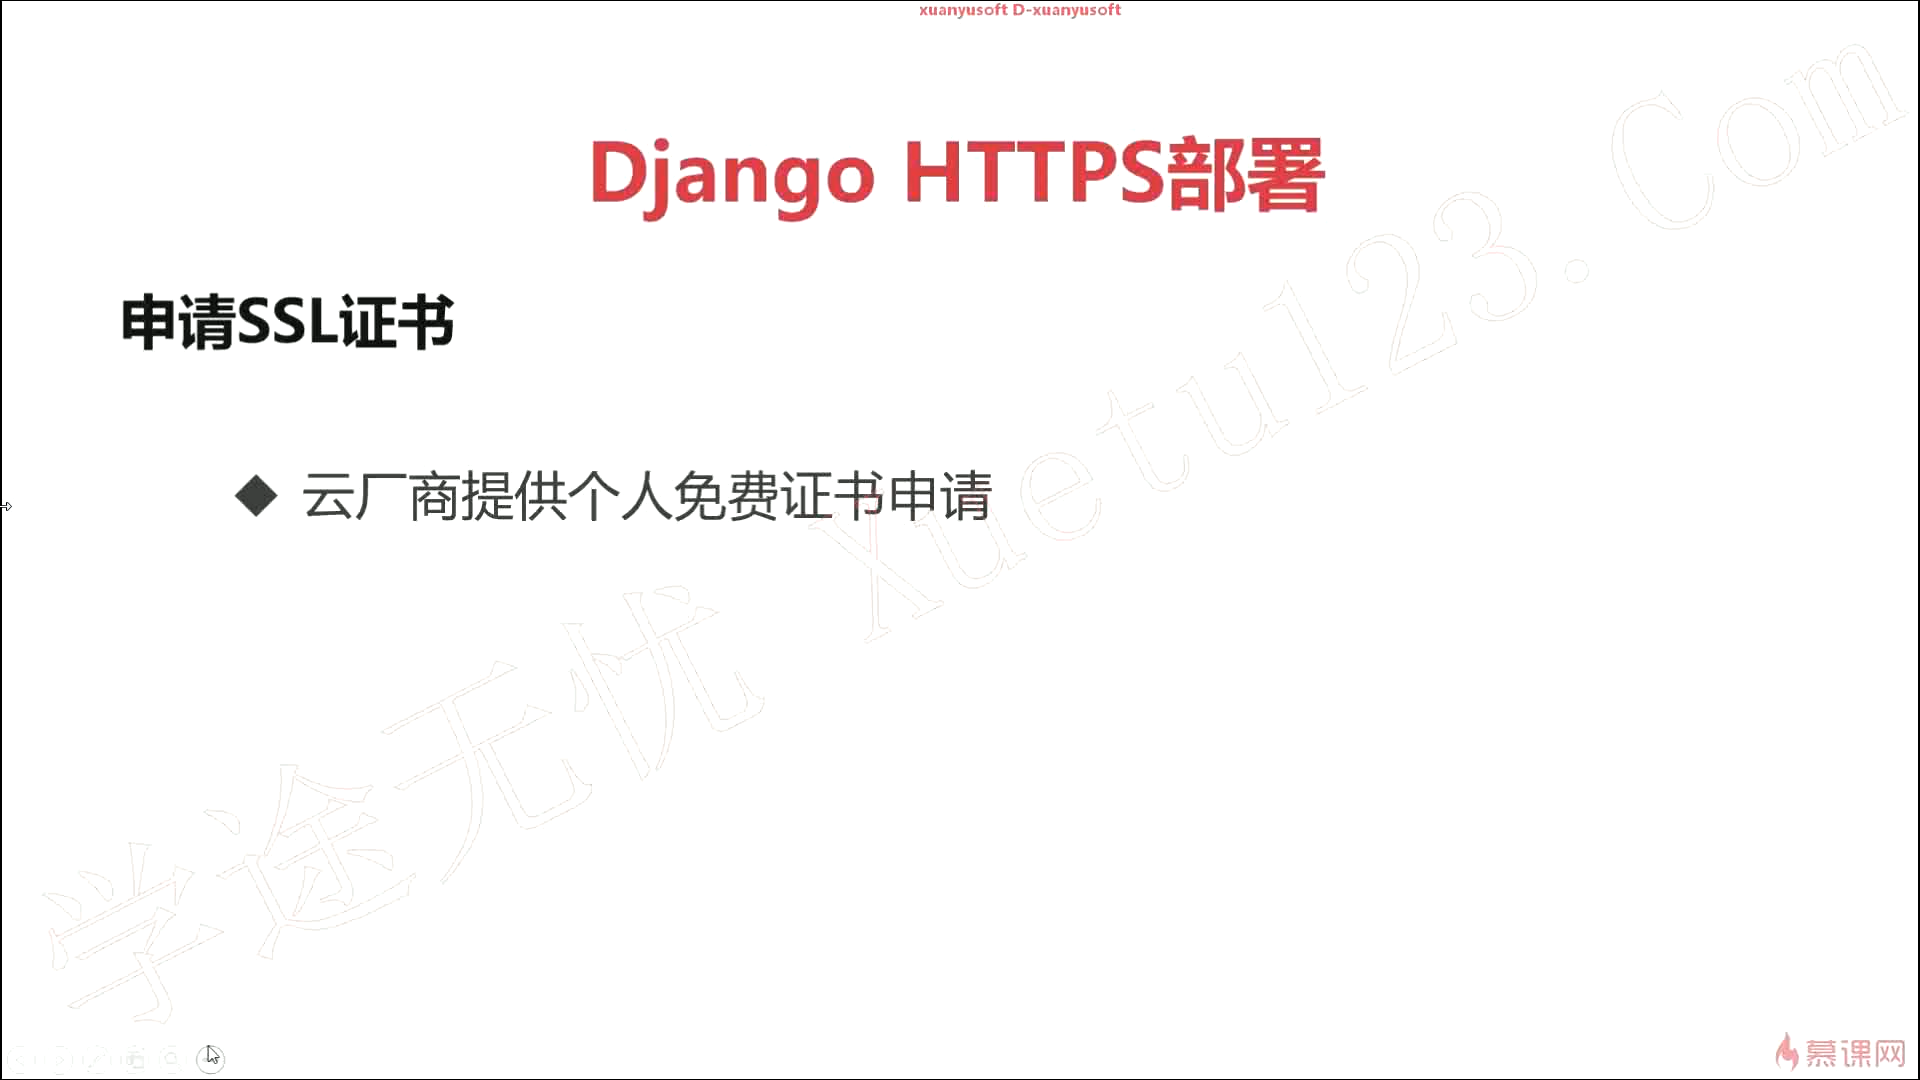 xuanyusoft D-xuanyusoft
Django HTTPS部署
申请SSL证书
◆ 云厂商提供个人免费证书申请
学途无忧 Xuetu123. Com
慕课网